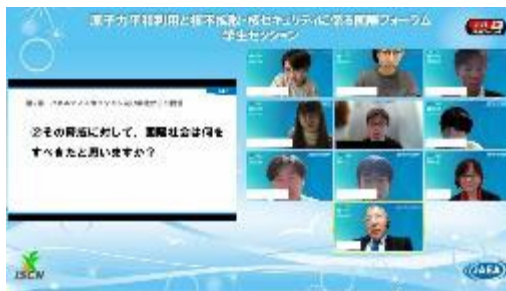 原子力平和利用と核不拡散・核セキュリティに係る国際フォーラム
学生セッション
②その脅威に対して、国際社会は何を
すべきだと思いますか？
ISCN
JAEA